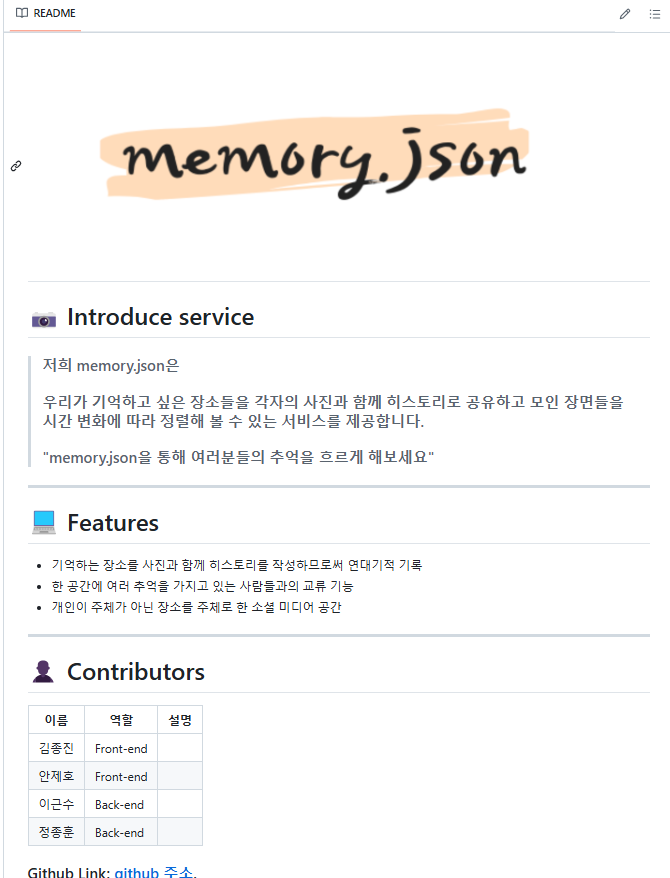 README
memory.json
Introduce service
저희 memory.json은
우리가 기억하고 싶은 장소들을 각자의 사진과 함께 히스토리로 공유하고 모인 장면들을
시간 변화에 따라 정렬해 볼 수 있는 서비스를 제공합니다.
"memory.json을 통해 여러분들의 추억을 흐르게 해보세요"
Features
기억하는 장소를 사진과 함께 히스토리를 작성하므로써 연대기적 기록
한 공간에 여러 추억을 가지고 있는 사람들과의 교류 기능
개인이 주체가 아닌 장소를 주체로 한 소셜 미디어 공간
Contributors
이름 역할 설명
김종진 Front-end
안제호 Front-end
이근수 Back-end
정종훈 Back-end
Github Link: github 주소.